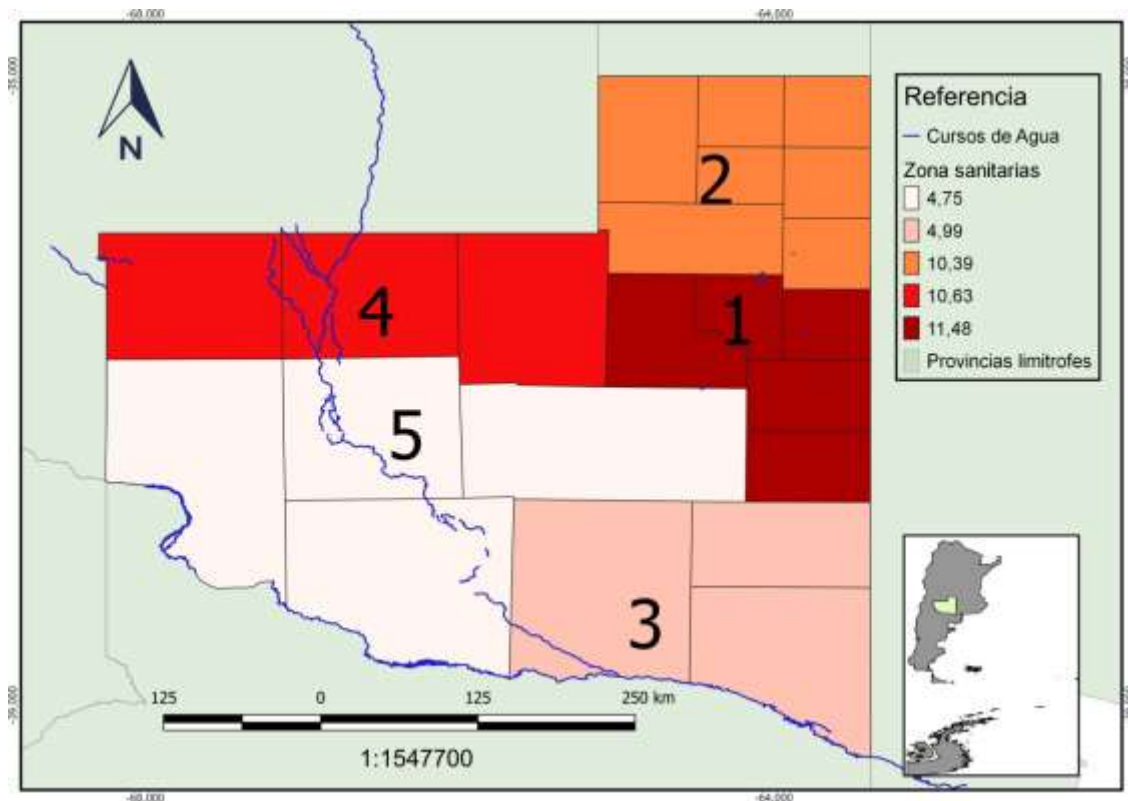 -68,000
-64,000
-35,000
N
Referencia
Cursos de Agua
Zona sanitarias
4,75
4,99
10,39
10,63
11,48
Provincias limitrofes
2
1
4
5
3
125 0 125 250 km
1:1547700
-39,000
-68,000
-64,000